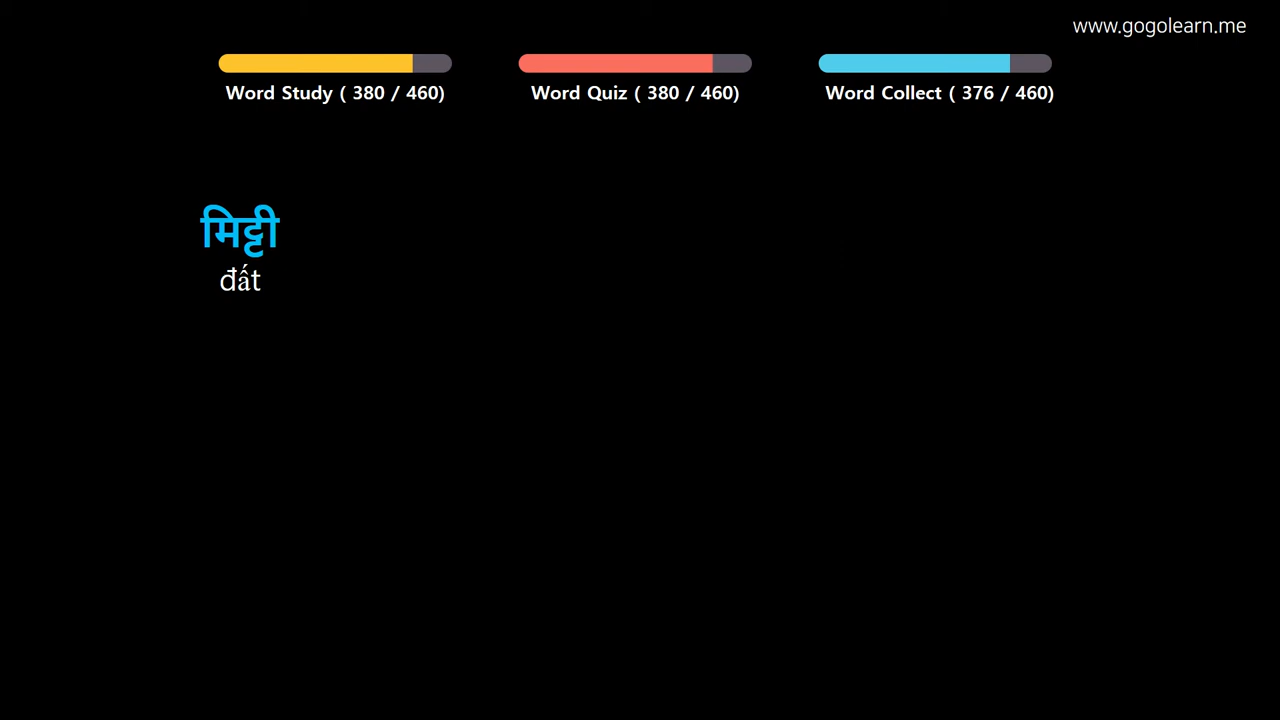 www.gogolearn.me
Word Study ( 380 / 460)
Word Quiz ( 380 / 460)
Word Collect ( 376 / 460)
मिट्टी
đất